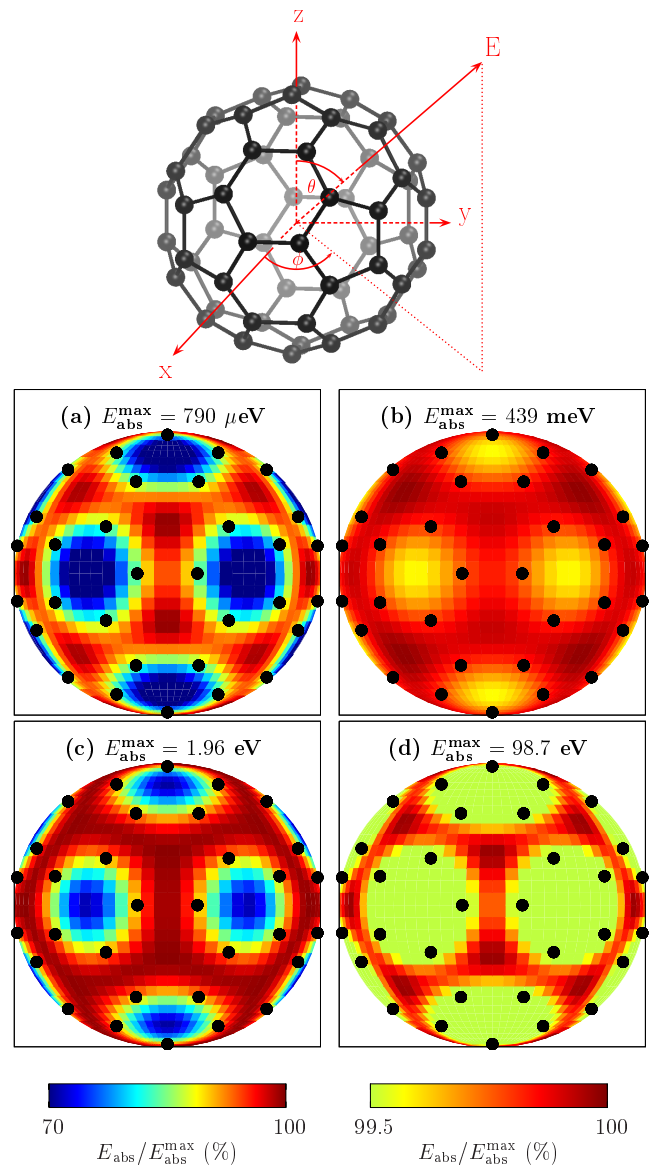 z
E
θ
y
ϕ
x
(a) E_abs^max = 790 μeV
(b) E_abs^max = 439 meV
(c) E_abs^max = 1.96 eV
(d) E_abs^max = 98.7 eV
70 100
E_abs/E_abs^max (%)
99.5 100
E_abs/E_abs^max (%)